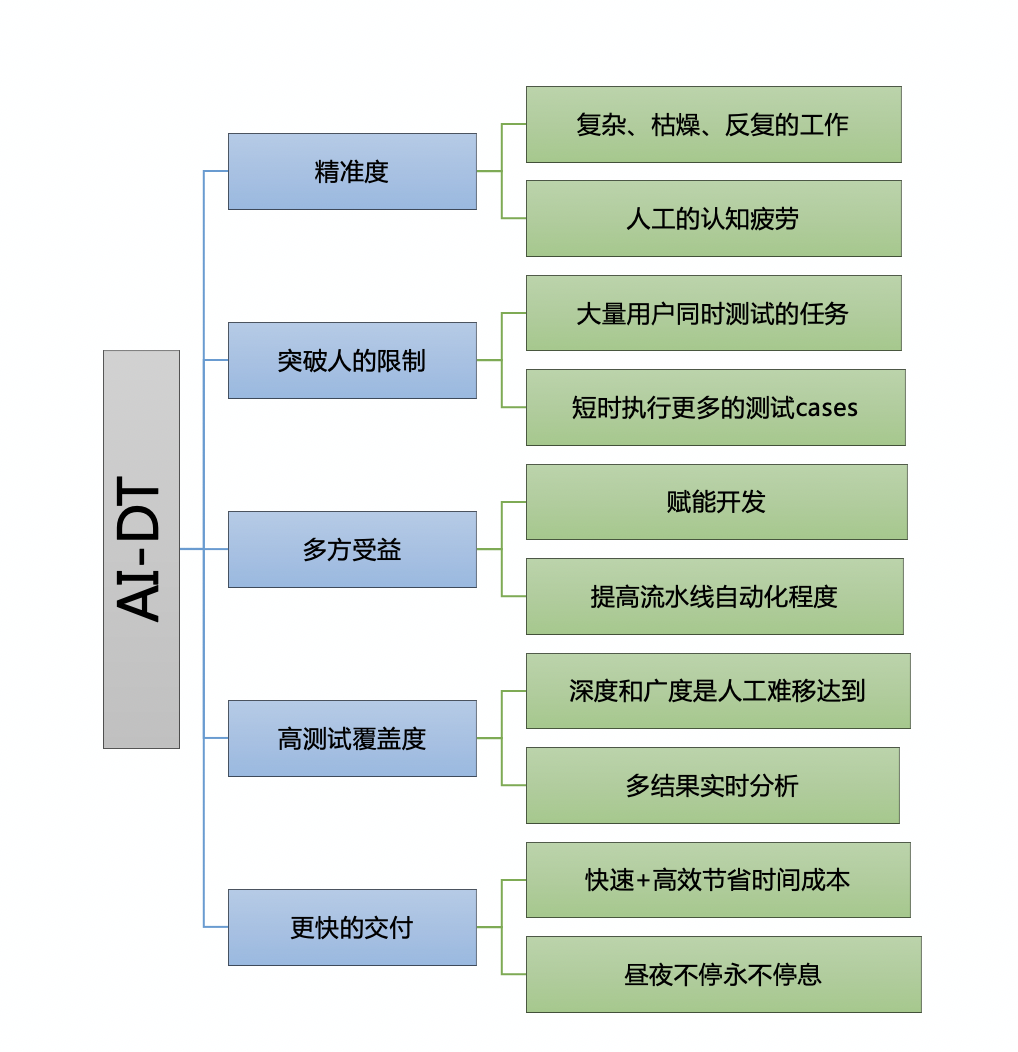 AI-DT
精准度
复杂、枯燥、反复的工作
人工的认知疲劳
突破人的限制
大量用户同时测试的任务
短时执行更多的测试cases
多方受益
赋能开发
提高流水线自动化程度
高测试覆盖度
深度和广度是人工难移达到
多结果实时分析
更快的交付
快速+高效节省时间成本
昼夜不停永不停息